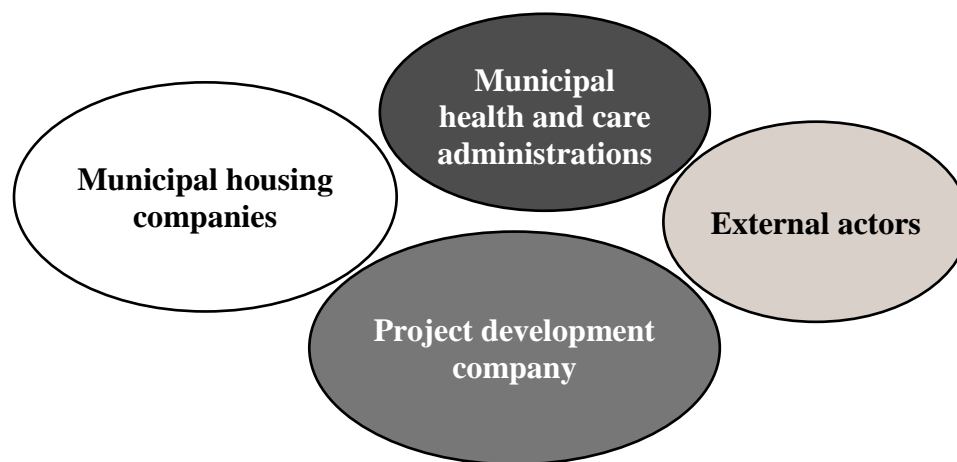 Municipal
health and care
administrations
Municipal housing
companies
External actors
Project development
company